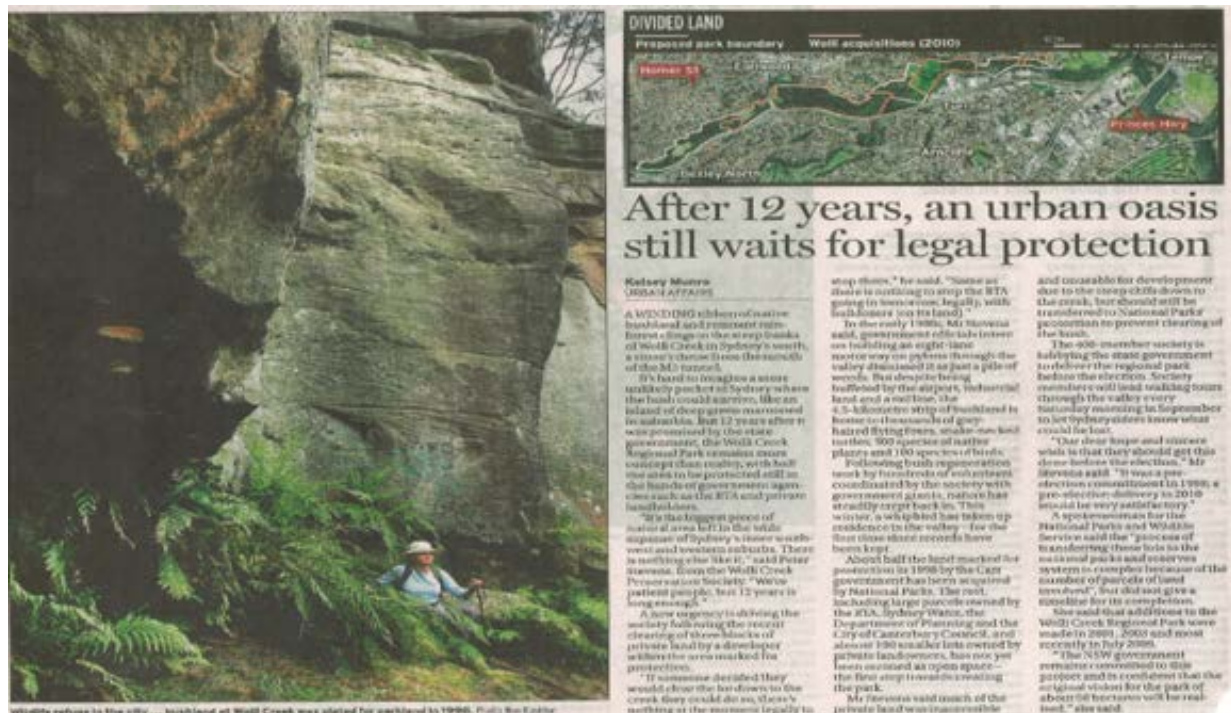 DIVIDED LAND
Proposed park boundary
Wolli acquisitions (2010)
Homer St
Tempe
Princes Hwy
Arncliffe
Bexley North
After 12 years, an urban oasis
still waits for legal protection
Kelsey Munro
URBAN AFFAIRS
A WINDING ribbon of native
bushland and remnant rain-
forest clings to the steep banks
of Wolli Creek in Sydney's south,
a stone's throw from the mouth
of the M5 tunnel.
It's hard to imagine a more
unlikely pocket of Sydney where
the bush could survive, like an
island of deep green marooned
in suburbia. But 12 years after it
was promised by the state
government, the Wolli Creek
Regional Park remains more
concept than reality, with half
the area to be protected still in
the hands of government agen-
cies such as the RTA and private
landholders.
"It's the biggest piece of
natural area left in the wide
expanse of Sydney's inner south-
west and western suburbs. There
is nothing else like it," said Peter
Stevens, from the Wolli Creek
Preservation Society. "We're
patient people, but 12 years is
long enough."
A new urgency is driving the
society following the recent
clearing of three blocks of
private land by a developer
within the area marked for
protection.
"If someone decided they
would clear the lot down to the
creek they could do so, there's
nothing at the moment legally to
stop them," he said. "Same as
there is nothing to stop the RTA
going in tomorrow, legally, with
bulldozers [on its land]."
In the early 1980s, Mr Stevens
said, government officials intent
on building an eight-lane
motorway on pylons through the
valley dismissed it as just a pile of
weeds. But despite being
buffeted by the airport, industrial
land and a rail line, the
4.5-kilometre strip of bushland is
home to thousands of grey-
haired flying foxes, snake-necked
turtles, 300 species of native
plants and 100 species of birds.
Following bush regeneration
work by hundreds of volunteers
coordinated by the society with
government grants, nature has
steadily crept back in. This
winter, a whipbird has taken up
residence in the valley – for the
first time since records have
been kept.
About half the land marked for
protection in 1998 by the Carr
government has been acquired
by National Parks. The rest,
including large parcels owned by
the RTA, Sydney Water, the
Department of Planning and the
City of Canterbury Council, and
almost 100 smaller lots owned by
private landowners, has not yet
been rezoned as open space –
the first step towards creating
the park.
Mr Stevens said much of the
private land was inaccessible
and unusable for development
due to the steep cliffs down to
the creek, but should still be
transferred to National Parks'
protection to prevent clearing of
the bush.
The 400-member society is
lobbying the state government
to deliver the regional park
before the election. Society
members will lead walking tours
through the valley every
Saturday morning in September
to let Sydneysiders know what
could be lost.
"Our dear hope and sincere
wish is that they should get this
done before the election," Mr
Stevens said. "It was a pre-
election commitment in 1998; a
pre-election delivery in 2010
would be very satisfactory."
A spokeswoman for the
National Parks and Wildlife
Service said the "process of
transferring these lots to the
national parks and reserves
system is complex because of the
number of parcels of land
involved", but did not give a
timeline for its completion.
She said that additions to the
Wolli Creek Regional Park were
made in 2001, 2003 and most
recently in July 2009.
"The NSW government
remains committed to this
project and is confident that the
original vision for the park of
about 50 hectares will be real-
ised," she said.
bushland at Wolli Creek was slated for parkland in 1998.